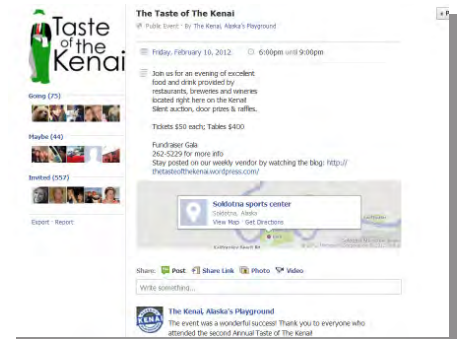 Taste
of the
Kenai
Going (75)
Maybe (44)
Invited (557)
Export · Report
The Taste of The Kenai
Public Event · By The Kenai, Alaska's Playground
Friday, February 10, 2012
6:00pm until 9:00pm
Join us for an evening of excellent
food and drink provided by
restaurants, breweries and wineries
located right here on the Kenai!
Silent auction, door prizes & raffles.
Tickets $50 each; Tables $400
Fundraiser Gala
262-5229 for more info
Stay posted on our weekly vendor by watching the blog: http://
thetasteofthekenai.wordpress.com/
Soldotna sports center
Soldotna, Alaska
View Map · Get Directions
Share: Post Share Link Photo Video
Write something...
KENAI
The Kenai, Alaska's Playground
The event was a wonderful success! Thank you to everyone who
attended the second Annual Taste of The Kenai!